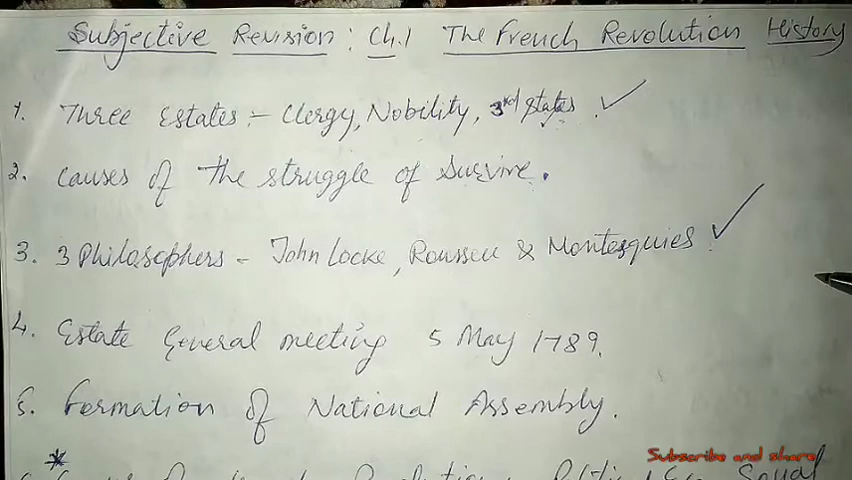 Subjective Revision : Ch.1 The French Revolution History
1. Three Estates :- Clergy, Nobility, 3rd states.
2. Causes of the struggle of Survive.
3. 3 Philosophers - John Locke, Rousseu & Montesquies
4. Estate General meeting 5 May 1789.
5. Formation of National Assembly.
Subscribe and share